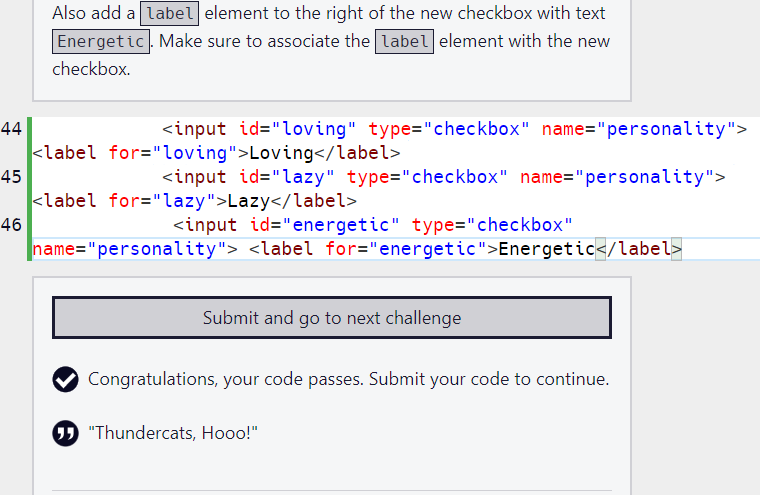 Also add a label element to the right of the new checkbox with text
Energetic. Make sure to associate the label element with the new
checkbox.
44 <input id="loving" type="checkbox" name="personality">
<label for="loving">Loving</label>
45 <input id="lazy" type="checkbox" name="personality">
<label for="lazy">Lazy</label>
46 <input id="energetic" type="checkbox"
name="personality"> <label for="energetic">Energetic</label>
Submit and go to next challenge
Congratulations, your code passes. Submit your code to continue.
"Thundercats, Hooo!"